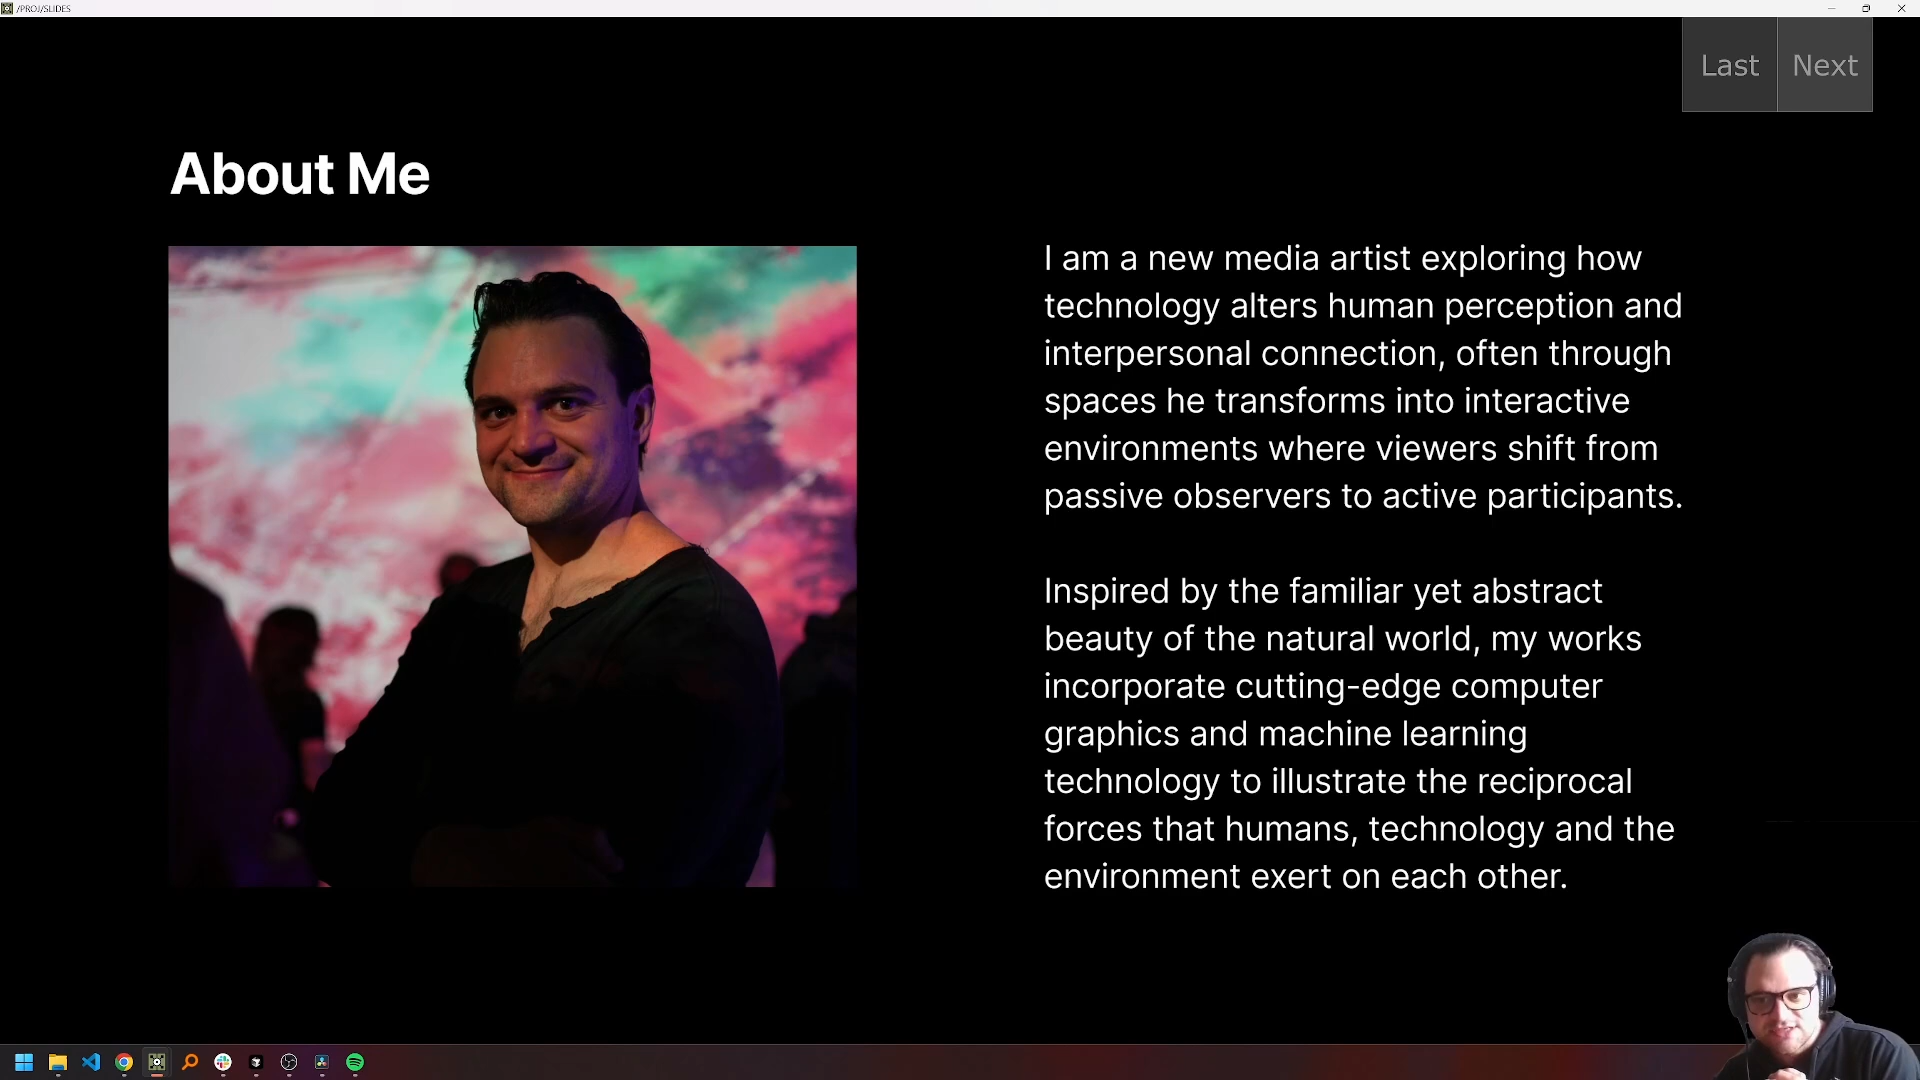 /PROJ/SLIDES
Last Next
About Me
I am a new media artist exploring how
technology alters human perception and
interpersonal connection, often through
spaces he transforms into interactive
environments where viewers shift from
passive observers to active participants.
Inspired by the familiar yet abstract
beauty of the natural world, my works
incorporate cutting-edge computer
graphics and machine learning
technology to illustrate the reciprocal
forces that humans, technology and the
environment exert on each other.